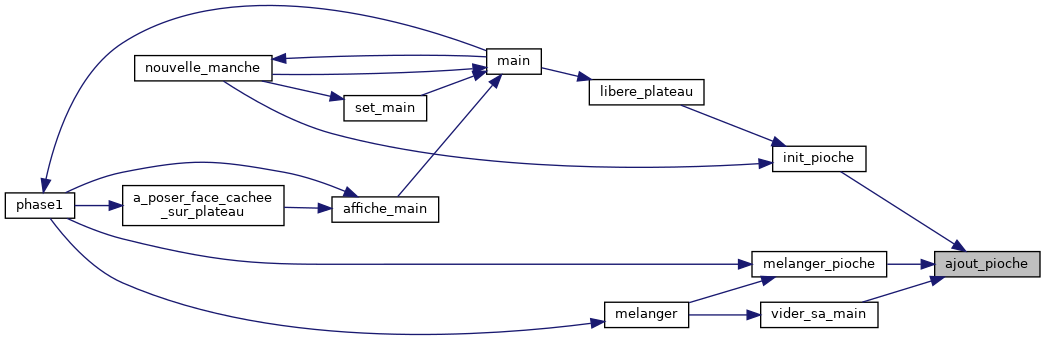 main
nouvelle_manche
libere_plateau
set_main
init_pioche
a_poser_face_cachee
_sur_plateau
phase1
affiche_main
melanger_pioche
ajout_pioche
melanger
vider_sa_main